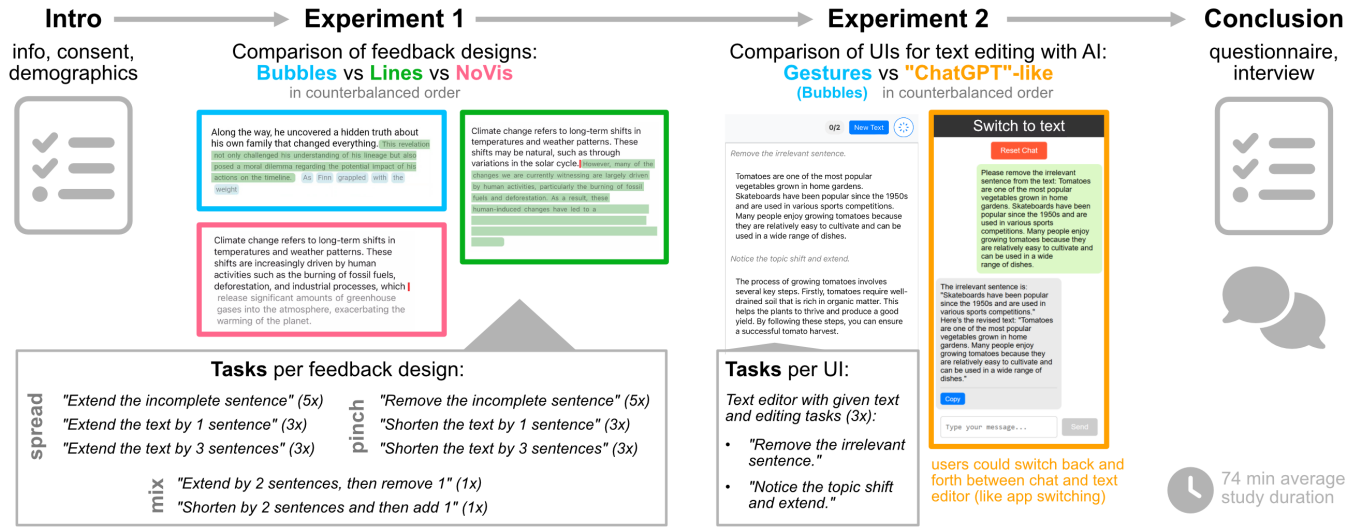 Intro
Experiment 1
Experiment 2
Conclusion
info, consent,
demographics
Comparison of feedback designs:
Bubbles vs Lines vs NoVis
in counterbalanced order
Along the way, he uncovered a hidden truth about
his own family that changed everything. This revelation
not only challenged his understanding of his lineage but also
posed a moral dilemma regarding the potential impact of his
actions on the timeline. As Finn grappled with the
weight
Climate change refers to long-term shifts in
temperatures and weather patterns. These
shifts may be natural, such as through
variations in the solar cycle. However, many of the
changes we are currently witnessing are largely driven
by human activities, particularly the burning of fossil
fuels and deforestation. As a result, these
human-induced changes have led to a
Climate change refers to long-term shifts in
temperatures and weather patterns. These
shifts are increasingly driven by human
activities such as the burning of fossil fuels,
deforestation, and industrial processes, which
release significant amounts of greenhouse
gases into the atmosphere, exacerbating the
warming of the planet.
Tasks per feedback design:
spread
"Extend the incomplete sentence" (5x)
"Extend the text by 1 sentence" (3x)
"Extend the text by 3 sentences" (3x)
pinch
"Remove the incomplete sentence" (5x)
"Shorten the text by 1 sentence" (3x)
"Shorten the text by 3 sentences" (3x)
mix
"Extend by 2 sentences, then remove 1" (1x)
"Shorten by 2 sentences and then add 1" (1x)
Comparison of UIs for text editing with AI:
Gestures vs "ChatGPT"-like
(Bubbles) in counterbalanced order
0/2 New Text
Remove the irrelevant sentence.
Tomatoes are one of the most popular
vegetables grown in home gardens.
Skateboards have been popular since the 1950s
and are used in various sports competitions.
Many people enjoy growing tomatoes because
they are relatively easy to cultivate and can be
used in a wide range of dishes.
Notice the topic shift and extend.
The process of growing tomatoes involves
several key steps. Firstly, tomatoes require well-
drained soil that is rich in organic matter. This
helps the plants to thrive and produce a good
yield. By following these steps, you can ensure
a successful tomato harvest.
Tasks per UI:
Text editor with given text
and editing tasks (3x):
• "Remove the irrelevant
sentence."
• "Notice the topic shift
and extend."
Switch to text
Reset Chat
Please remove the irrelevant
sentence from the text: Tomatoes
are one of the most popular
vegetables grown in home
gardens. Skateboards have been
popular since the 1950s and are
used in various sports
competitions. Many people enjoy
growing tomatoes because they
are relatively easy to cultivate and
can be used in a wide
range of dishes.
The irrelevant sentence is:
"Skateboards have been popular
since the 1950s and are used in
various sports competitions."
Here's the revised text: "Tomatoes
are one of the most popular
vegetables grown in home
gardens. Many people enjoy
growing tomatoes because they
are relatively easy to cultivate and
can be used in a wide range of
dishes."
Copy
Type your message...
Send
users could switch back and
forth between chat and text
editor (like app switching)
questionnaire,
interview
74 min average
study duration